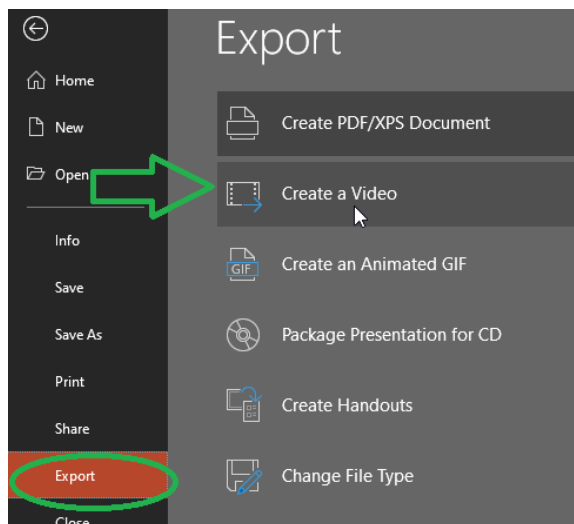 Export
Home
New
Open
Info
Save
Save As
Print
Share
Export
Close
Create PDF/XPS Document
Create a Video
Create an Animated GIF
GIF
Package Presentation for CD
Create Handouts
Change File Type